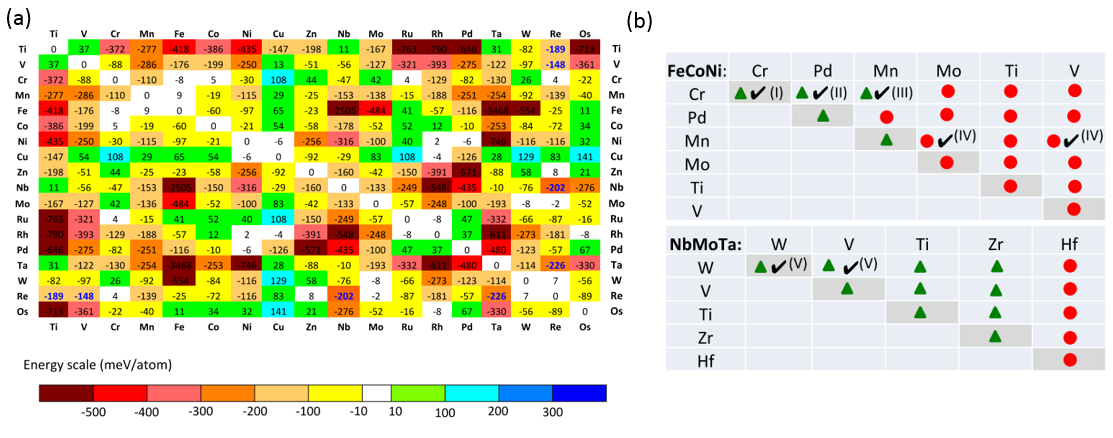 (a)
Ti V Cr Mn Fe Co Ni Cu Zn Nb Mo Ru Rh Pd Ta W Re Os
Ti 0 37 -372 -277 -418 -386 -435 -147 -198 11 -167 -763 -790 -646 31 -82 -189 -713 Ti
V 37 0 -88 -286 -176 -199 -250 13 -51 -56 -127 -321 -393 -275 -122 -97 -148 -361 V
Cr -372 -88 0 -110 -8 5 -30 108 44 -47 42 4 -129 -82 -130 26 4 -22 Cr
Mn -277 -286 -110 0 9 -19 -115 29 -25 -153 -136 -15 -188 -251 -254 -92 -139 -40 Mn
Fe -418 -176 -8 9 0 -60 -97 65 -6 -2505 -484 41 -57 -116 -3468 -554 -25 11 Fe
Co -386 -199 5 -19 -60 0 -21 54 -58 -178 -52 52 12 -10 -253 -84 -72 34 Co
Ni -435 -250 -30 -115 -97 -21 0 -6 -256 -316 -100 40 2 -6 -746 -116 -116 32 Ni
Cu -147 54 108 29 65 54 -6 0 -92 -29 83 108 -4 -126 28 129 83 141 Cu
Zn -198 -51 44 -25 -6 -58 -256 -92 0 -160 -42 -150 -391 -571 -88 58 8 21 Zn
Nb 11 -56 -47 -153 -2505 -150 -316 -29 -160 0 -133 -249 -548 -435 -10 -76 -202 -276 Nb
Mo -167 -127 42 -136 -484 -52 -100 83 -42 -133 0 -57 -248 -100 -193 -8 -2 -52 Mo
Ru -763 -321 4 -15 41 52 40 108 -150 -249 -57 0 -8 47 -332 -66 -87 -16 Ru
Rh -790 -393 -129 -188 -57 12 2 -4 -391 -548 -248 -8 0 37 -611 -273 -181 -8 Rh
Pd -646 -275 -82 -251 -116 -10 -6 -126 -571 -435 -100 47 37 0 -480 -123 -57 67 Pd
Ta 31 -122 -130 -254 -3468 -253 -746 28 -88 -10 -193 -332 -611 -480 0 -114 -226 -330 Ta
W -82 -97 26 -92 -554 -84 -116 129 58 -76 -8 -66 -273 -123 -114 0 7 -56 W
Re -189 -148 4 -139 -25 -72 -116 83 8 -202 -2 -87 -181 -57 -226 7 0 -89 Re
Os -713 -361 -22 -40 11 34 32 141 21 -276 -52 -16 -8 67 -330 -56 -89 0 Os
Ti V Cr Mn Fe Co Ni Cu Zn Nb Mo Ru Rh Pd Ta W Re Os
Energy scale (meV/atom)
-500 -400 -300 -200 -100 -10 10 100 200 300
(b)
FeCoNi: Cr Pd Mn Mo Ti V
Cr ▲✔(I) ▲✔(II) ▲✔(III)
Pd
Mn ✔(IV) ✔(IV)
Mo
Ti
V
NbMoTa: W V Ti Zr Hf
W ▲✔(V) ▲✔(V)
V
Ti
Zr
Hf